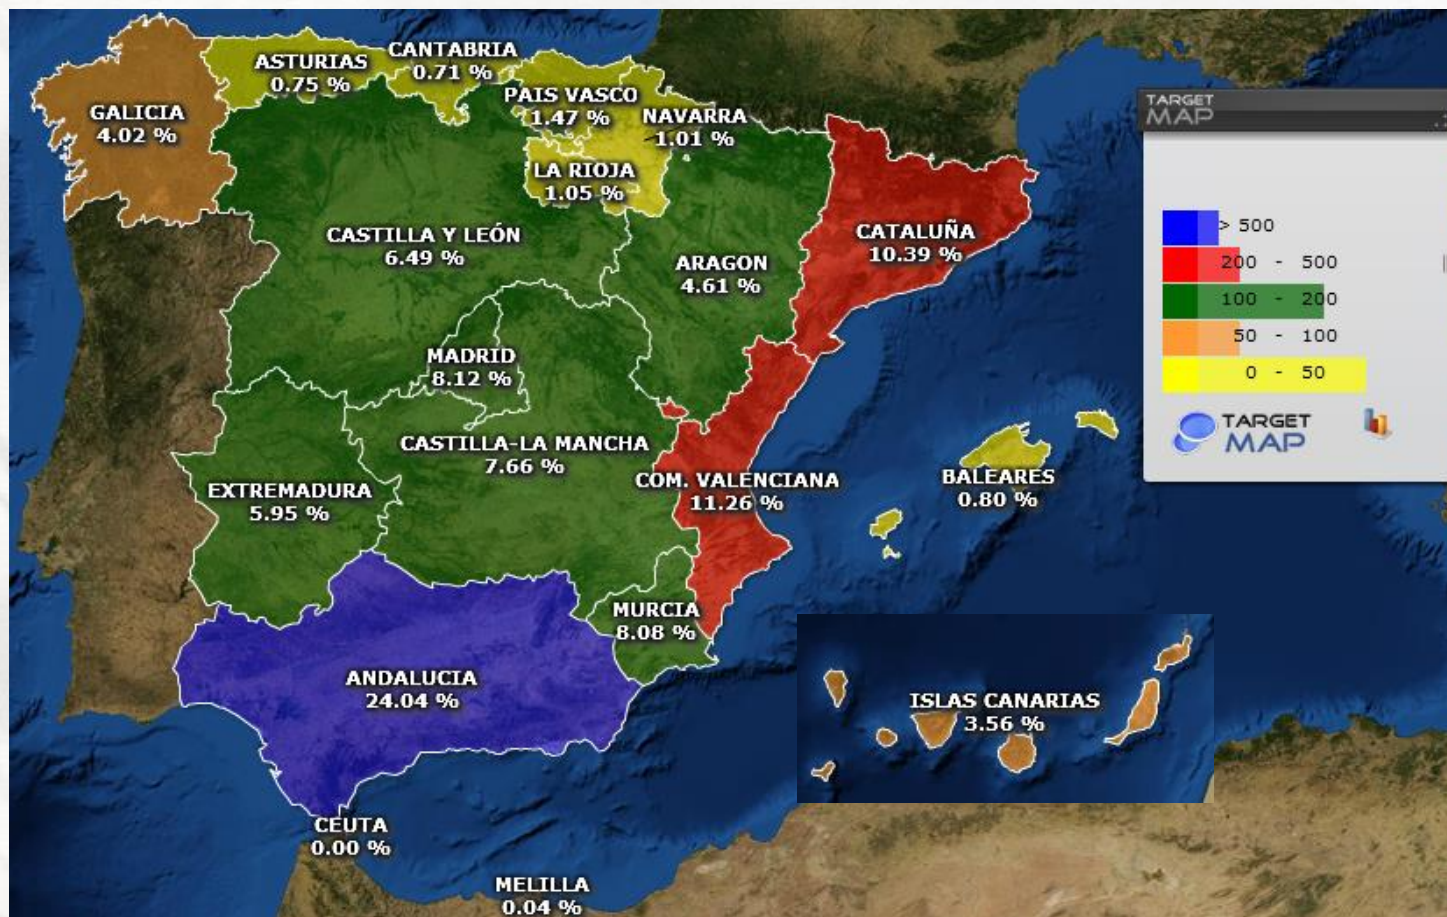 ASTURIAS
0.75 %
CANTABRIA
0.71 %
GALICIA
4.02 %
PAIS VASCO
1.47 %
NAVARRA
1.01 %
LA RIOJA
1.05 %
CASTILLA Y LEÓN
6.49 %
ARAGON
4.61 %
CATALUÑA
10.39 %
MADRID
8.12 %
CASTILLA-LA MANCHA
7.66 %
EXTREMADURA
5.95 %
COM. VALENCIANA
11.26 %
BALEARES
0.80 %
MURCIA
8.08 %
ANDALUCIA
24.04 %
ISLAS CANARIAS
3.56 %
CEUTA
0.00 %
MELILLA
0.04 %
TARGET
MAP
> 500
200 - 500
100 - 200
50 - 100
0 - 50
TARGET
MAP